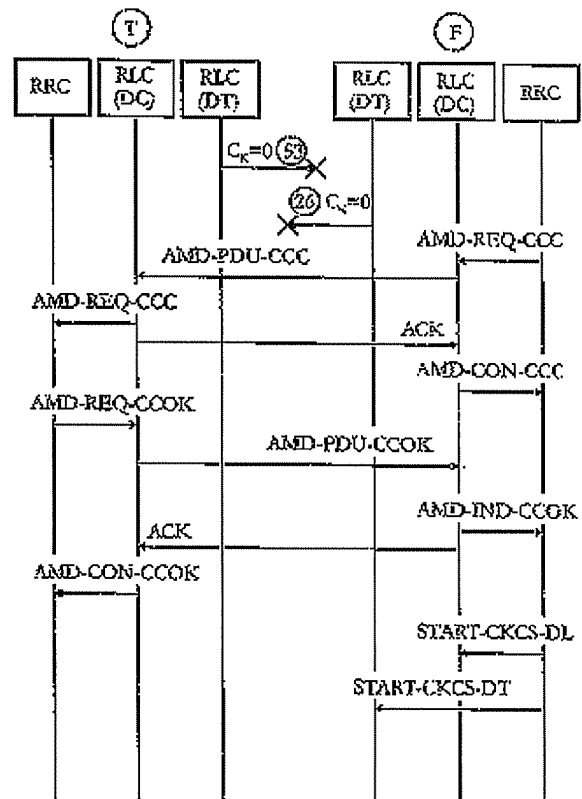 T
F
RRC
RLC
(DC)
RLC
(DT)
RLC
(DT)
RLC
(DC)
RRC
CK=0 53
26 CK=0
AMD-REQ-CCC
AMD-PDU-CCC
AMD-REQ-CCC
ACK
AMD-CON-CCC
AMD-REQ-CCOK
AMD-PDU-CCOK
AMD-IND-CCOK
ACK
AMD-CON-CCOK
START-CKCS-DL
START-CKCS-DT